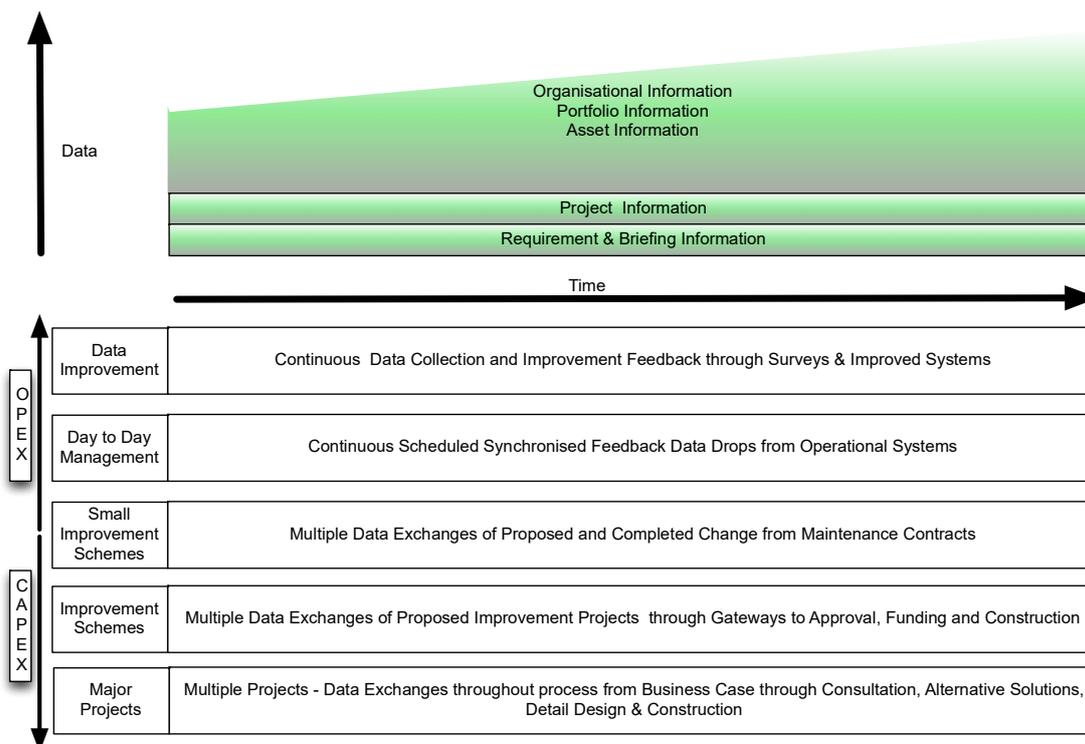 Organisational Information
Portfolio Information
Asset Information
Data
Project  Information
Requirement & Briefing Information
Time
OPEX
Data
Improvement
Continuous  Data Collection and Improvement Feedback through Surveys & Improved Systems
Day to Day
Management
Continuous Scheduled Synchronised Feedback Data Drops from Operational Systems
Small
Improvement
Schemes
Multiple Data Exchanges of Proposed and Completed Change from Maintenance Contracts
CAPEX
Improvement
Schemes
Multiple Data Exchanges of Proposed Improvement Projects  through Gateways to Approval, Funding and Construction
Major
Projects
Multiple Projects - Data Exchanges throughout process from Business Case through Consultation, Alternative Solutions,
Detail Design & Construction